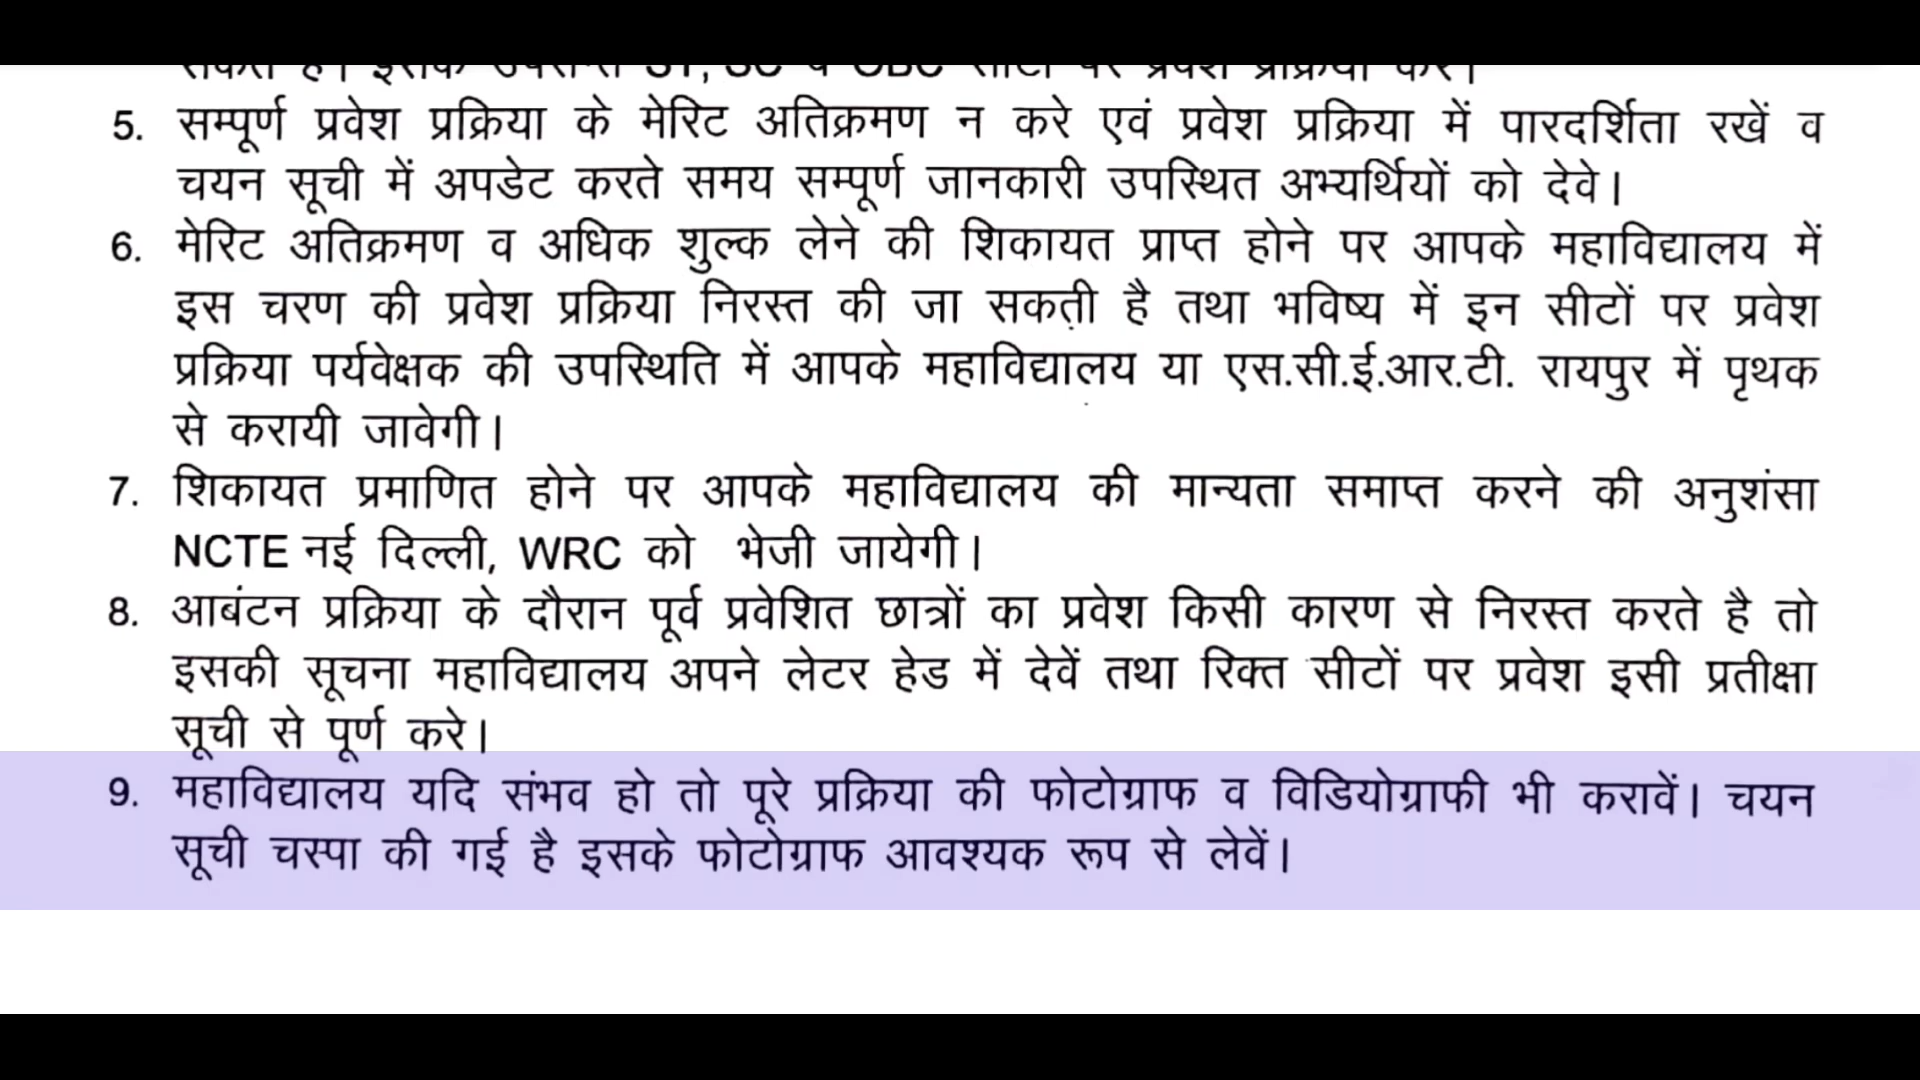 5. सम्पूर्ण प्रवेश प्रक्रिया के मेरिट अतिक्रमण न करे एवं प्रवेश प्रक्रिया में पारदर्शिता रखें व
चयन सूची में अपडेट करते समय सम्पूर्ण जानकारी उपस्थित अभ्यर्थियों को देवे।
6. मेरिट अतिक्रमण व अधिक शुल्क लेने की शिकायत प्राप्त होने पर आपके महाविद्यालय में
इस चरण की प्रवेश प्रक्रिया निरस्त की जा सकती है तथा भविष्य में इन सीटों पर प्रवेश
प्रक्रिया पर्यवेक्षक की उपस्थिति में आपके महाविद्यालय या एस.सी.ई.आर.टी. रायपुर में पृथक
से करायी जावेगी।
7. शिकायत प्रमाणित होने पर आपके महाविद्यालय की मान्यता समाप्त करने की अनुशंसा
NCTE नई दिल्ली, WRC को भेजी जायेगी।
8. आबंटन प्रक्रिया के दौरान पूर्व प्रवेशित छात्रों का प्रवेश किसी कारण से निरस्त करते है तो
इसकी सूचना महाविद्यालय अपने लेटर हेड में देवें तथा रिक्त सीटों पर प्रवेश इसी प्रतीक्षा
सूची से पूर्ण करे।
9. महाविद्यालय यदि संभव हो तो पूरे प्रक्रिया की फोटोग्राफ व विडियोग्राफी भी करावें। चयन
सूची चस्पा की गई है इसके फोटोग्राफ आवश्यक रूप से लेवें।